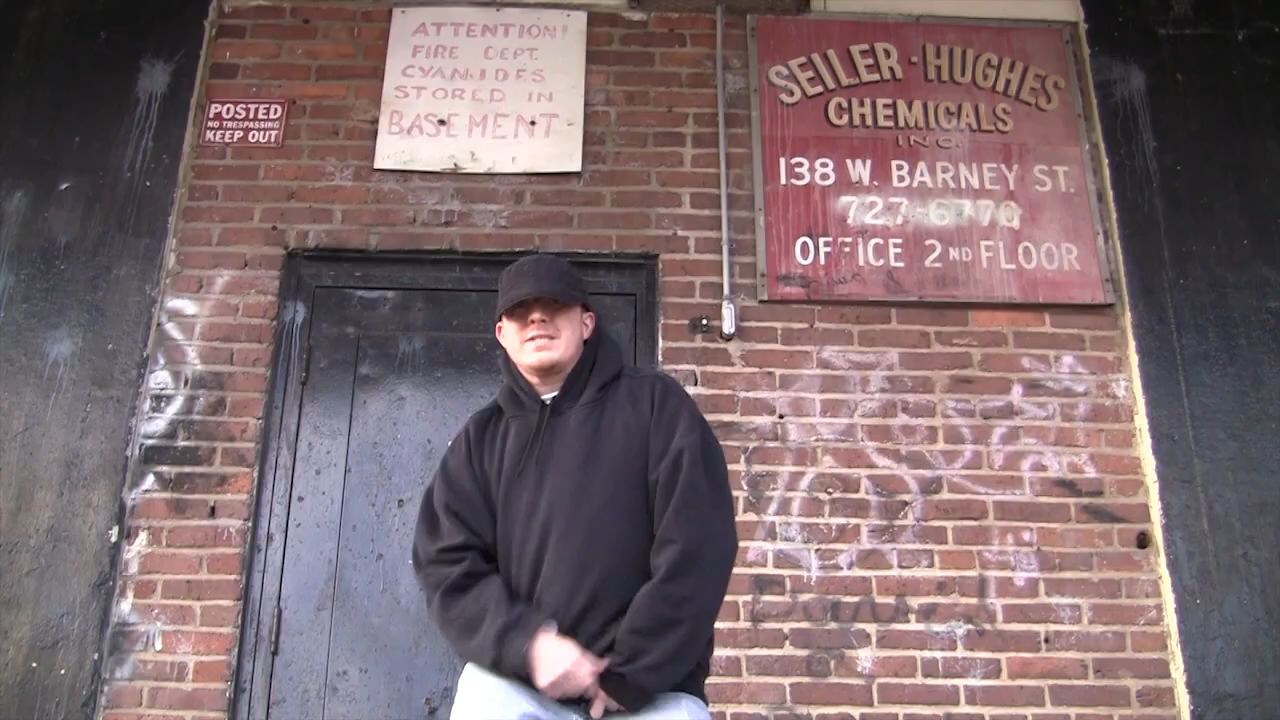 POSTED
NO TRESPASSING
KEEP OUT
ATTENTION!
FIRE DEPT.
CYANIDES
STORED IN
BASEMENT
SEILER-HUGHES
CHEMICALS
INC.
138 W. BARNEY ST.
727-6770
OFFICE 2ND FLOOR